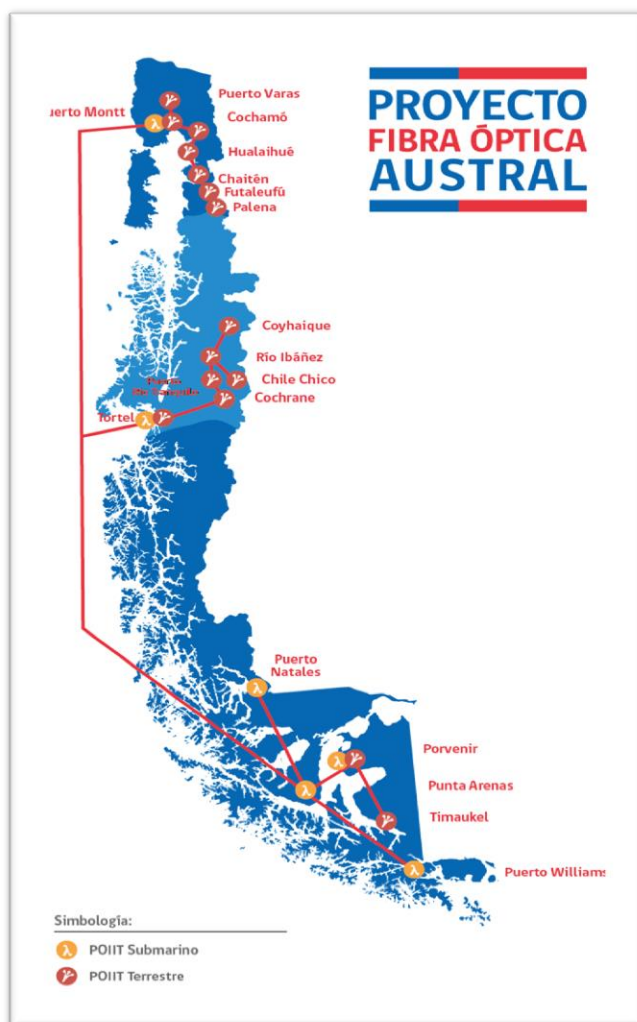 PROYECTO
FIBRA ÓPTICA
AUSTRAL
Puerto Varas
uerto Montt
Cochamó
Hualaihué
Chaitén
Futaleufú
Palena
Coyhaique
Río Ibáñez
Chile Chico
Cochrane
Tortel
Puerto
Natales
Porvenir
Punta Arenas
Timaukel
Puerto Williams
Simbología:
POIIT Submarino
POIIT Terrestre